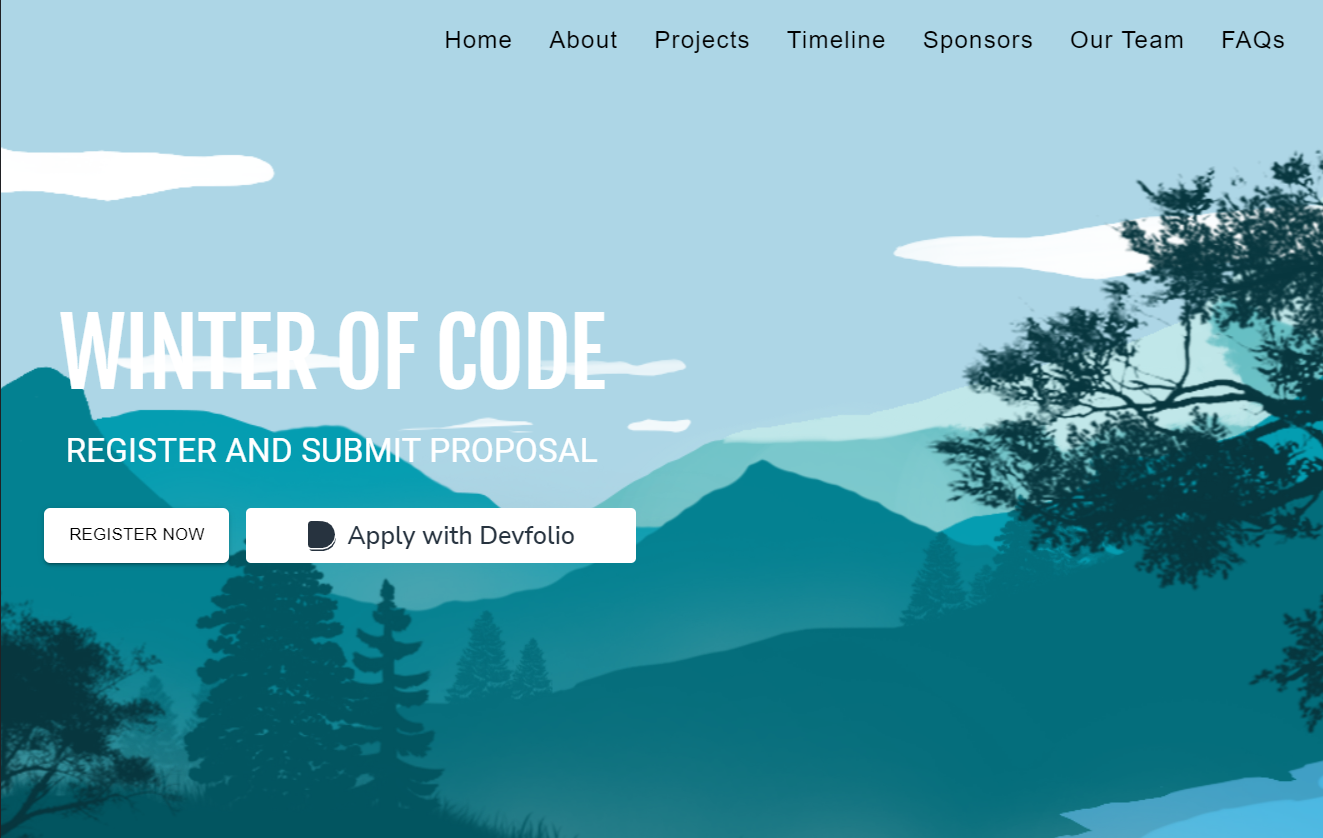 Home About Projects Timeline Sponsors Our Team FAQs
WINTER OF CODE
REGISTER AND SUBMIT PROPOSAL
REGISTER NOW
Apply with Devfolio